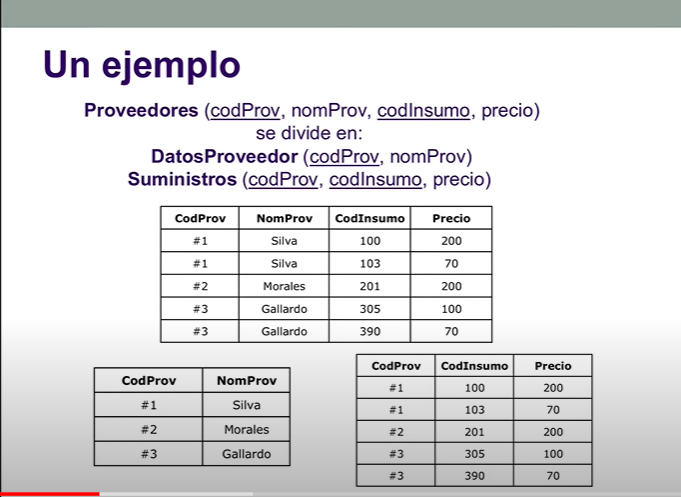 Un ejemplo
Proveedores (codProv, nomProv, codInsumo, precio)
se divide en:
DatosProveedor (codProv, nomProv)
Suministros (codProv, codInsumo, precio)
CodProv NomProv CodInsumo Precio
#1 Silva 100 200
#1 Silva 103 70
#2 Morales 201 200
#3 Gallardo 305 100
#3 Gallardo 390 70
CodProv NomProv
#1 Silva
#2 Morales
#3 Gallardo
CodProv CodInsumo Precio
#1 100 200
#1 103 70
#2 201 200
#3 305 100
#3 390 70